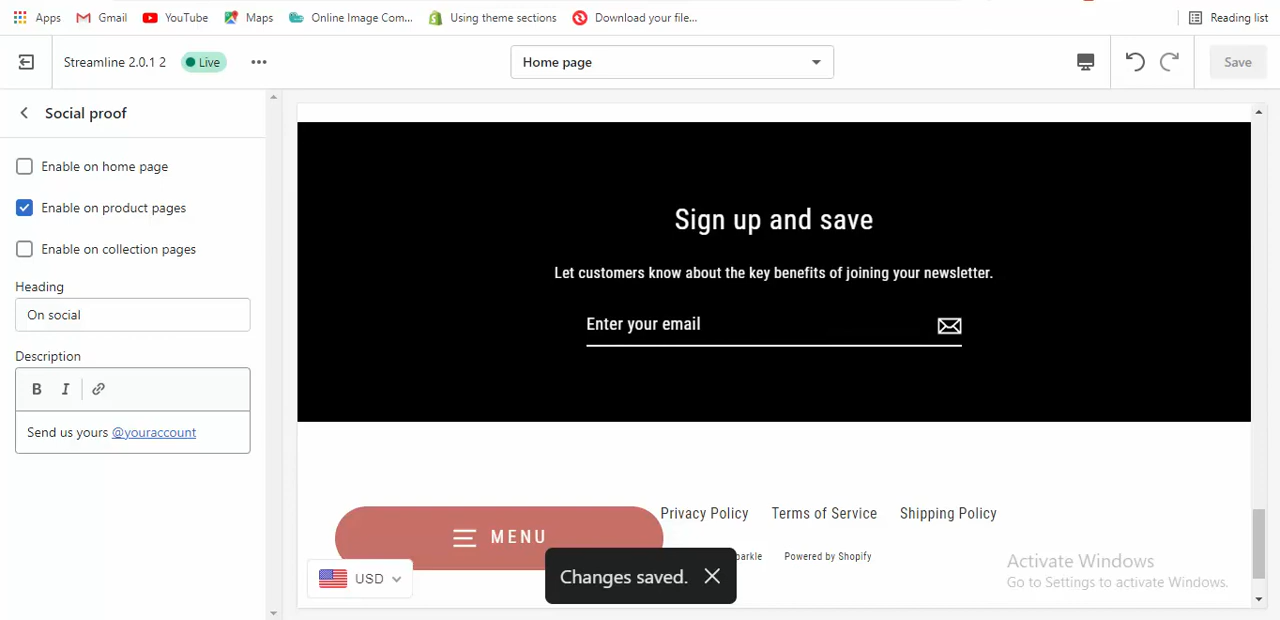 Apps Gmail YouTube Maps Online Image Com... Using theme sections Download your file... Reading list
Streamline 2.0.1 2 Live ••• Home page Save
Social proof
Enable on home page
Enable on product pages
Enable on collection pages
Heading
On social
Description
B I
Send us yours @youraccount
Sign up and save
Let customers know about the key benefits of joining your newsletter.
Enter your email
Privacy Policy Terms of Service Shipping Policy
MENU
Powered by Shopify
USD
Changes saved.
Activate Windows
Go to Settings to activate Windows.